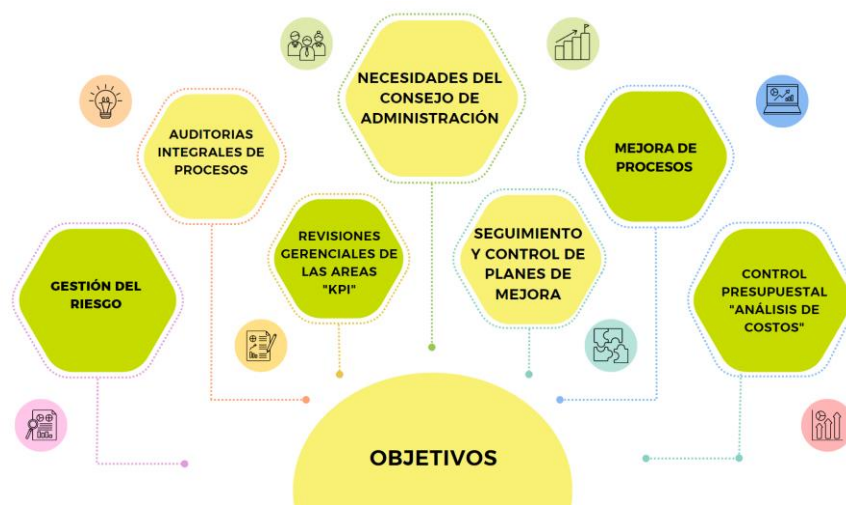 NECESIDADES DEL
CONSEJO DE
ADMINISTRACIÓN
AUDITORIAS
INTEGRALES DE
PROCESOS
MEJORA DE
PROCESOS
REVISIONES
GERENCIALES DE
LAS AREAS
"KPI"
SEGUIMIENTO
Y CONTROL DE
PLANES DE
MEJORA
GESTIÓN DEL
RIESGO
CONTROL
PRESUPUESTAL
"ANÁLISIS DE
COSTOS"
OBJETIVOS